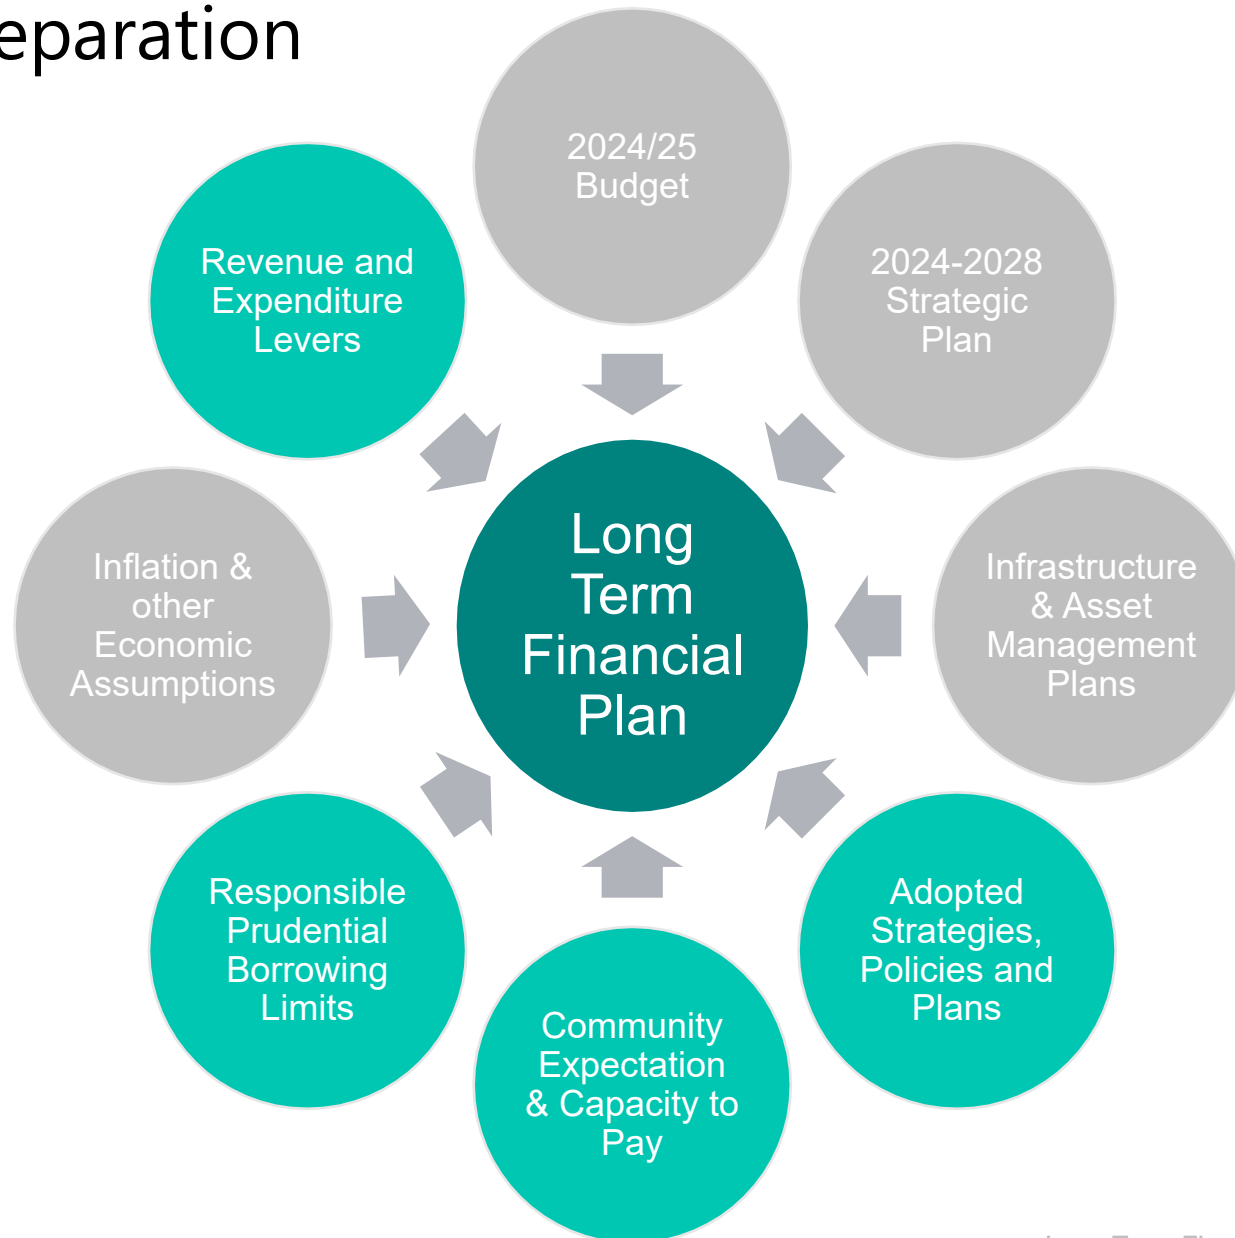 eparation
2024/25
Budget
2024-2028
Strategic
Plan
Infrastructure
& Asset
Management
Plans
Adopted
Strategies,
Policies and
Plans
Community
Expectation
& Capacity to
Pay
Responsible
Prudential
Borrowing
Limits
Inflation &
other
Economic
Assumptions
Revenue and
Expenditure
Levers
Long
Term
Financial
Plan